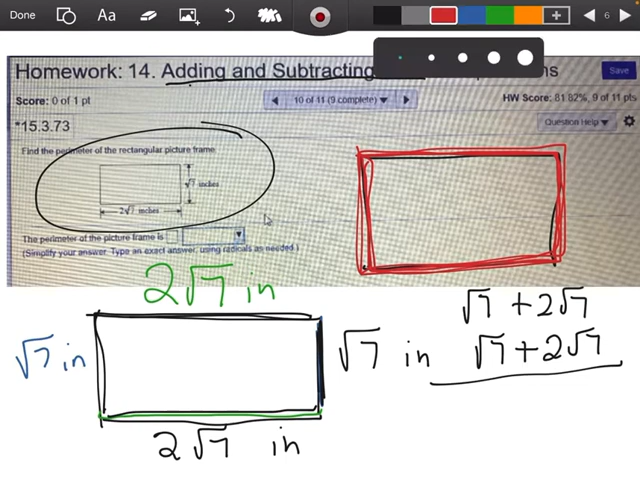 Done Aa 6
Homework: 14. Adding and Subtracting
Save
Score: 0 of 1 pt
10 of 11 (9 complete)
HW Score: 81.82%, 9 of 11 pts
*15.3.73
Question Help
Find the perimeter of the rectangular picture frame.
√7 inches
2√7 inches
The perimeter of the picture frame is
(Simplify your answer. Type an exact answer, using radicals as needed.)
2√7 in
√7 in
√7 in
2√7 in
√7 + 2√7
√7 + 2√7